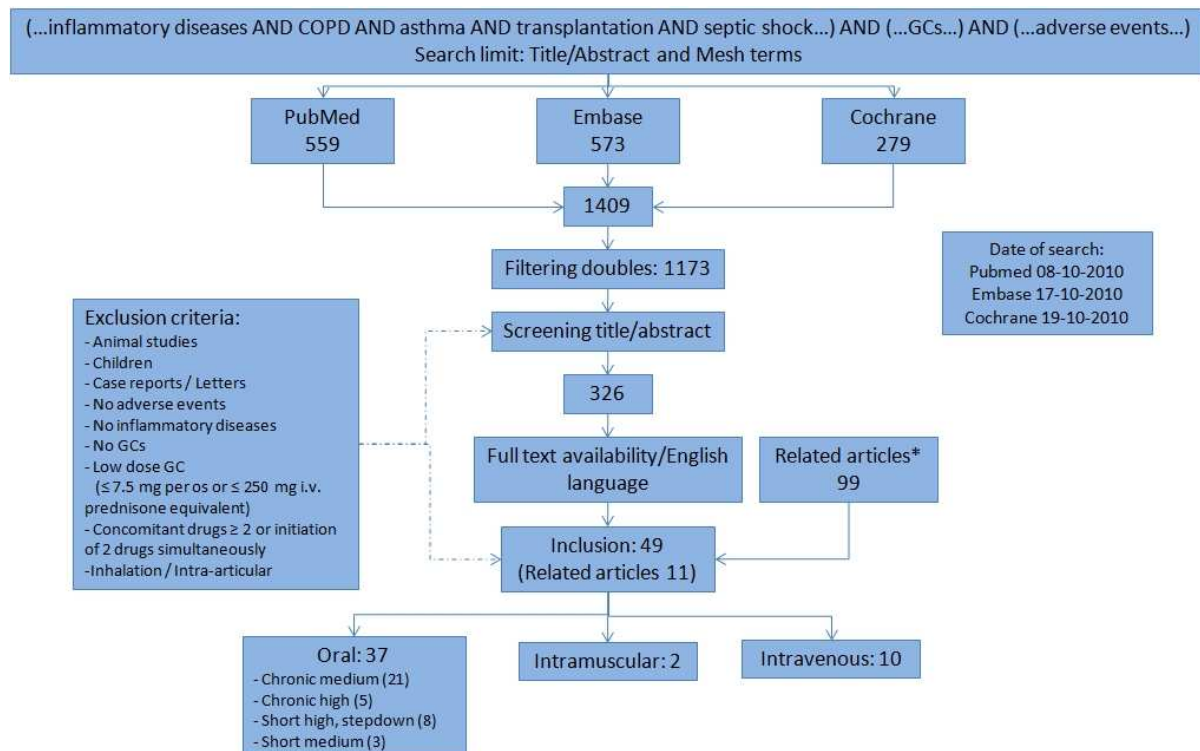 (...inflammatory diseases AND COPD AND asthma AND transplantation AND septic shock...) AND (...GCs...) AND (...adverse events...)
Search limit: Title/Abstract and Mesh terms
PubMed
559
Embase
573
Cochrane
279
1409
Filtering doubles: 1173
Date of search:
Pubmed 08-10-2010
Embase 17-10-2010
Cochrane 19-10-2010
Exclusion criteria:
- Animal studies
- Children
- Case reports / Letters
- No adverse events
- No inflammatory diseases
- No GCs
- Low dose GC
(≤ 7.5 mg per os or ≤ 250 mg i.v.
prednisone equivalent)
- Concomitant drugs ≥ 2 or initiation
of 2 drugs simultaneously
-Inhalation / Intra-articular
Screening title/abstract
326
Full text availability/English
language
Related articles*
99
Inclusion: 49
(Related articles 11)
Oral: 37
- Chronic medium (21)
- Chronic high (5)
- Short high, stepdown (8)
- Short medium (3)
Intramuscular: 2
Intravenous: 10